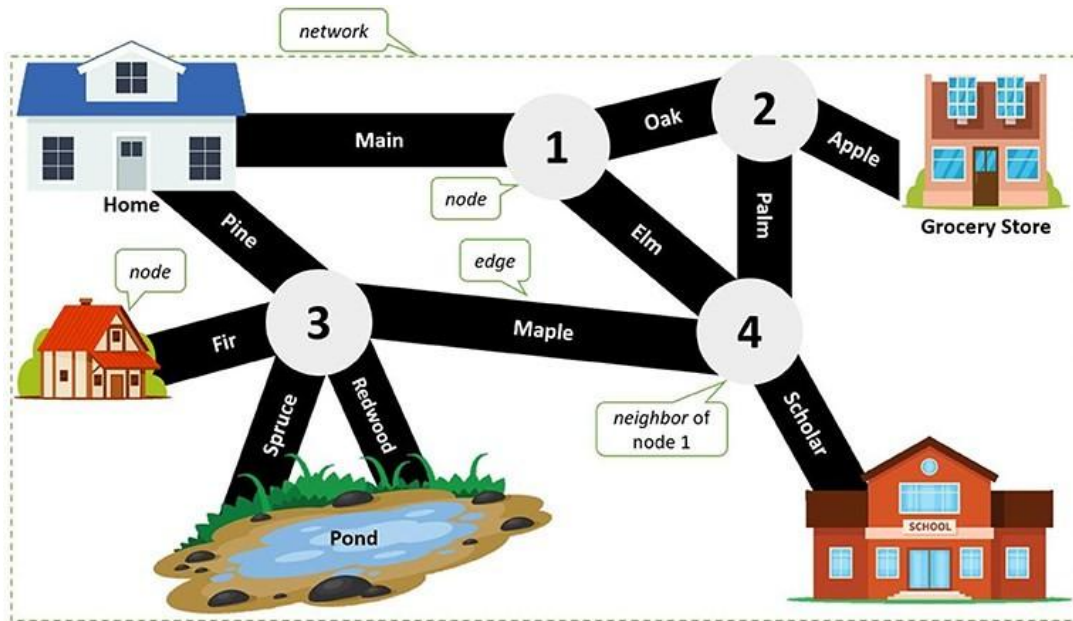 network
Main
1
Oak
2
Apple
Home
node
Elm
Palm
Grocery Store
Pine
edge
node
Fir
3
Maple
4
Spruce
Redwood
neighbor of
node 1
Scholar
SCHOOL
Pond